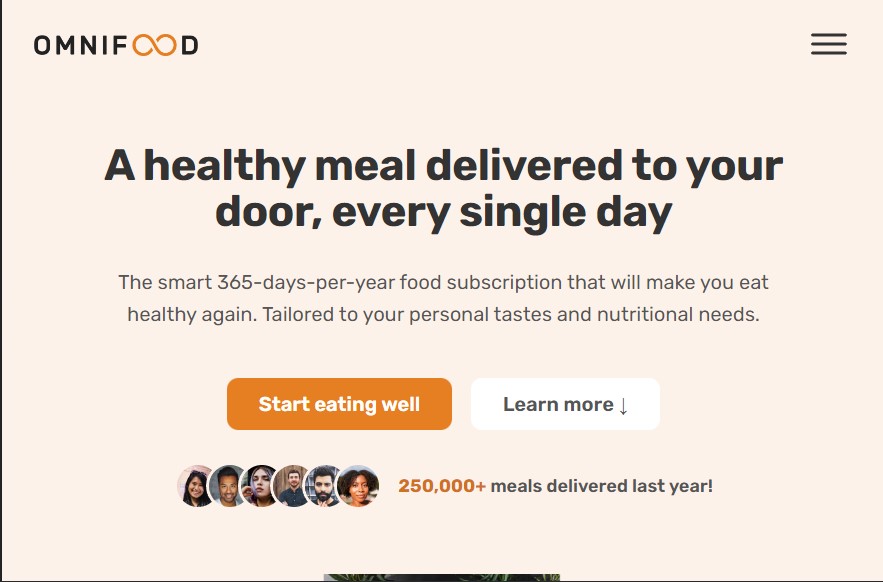 OMNIFOOD
A healthy meal delivered to your
door, every single day
The smart 365-days-per-year food subscription that will make you eat
healthy again. Tailored to your personal tastes and nutritional needs.
Start eating well
Learn more ↓
250,000+ meals delivered last year!